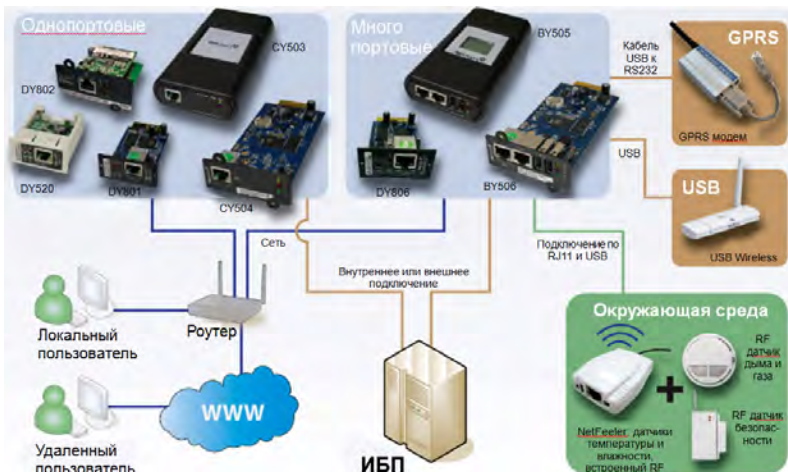 Однопортовые
CY503
DY802
DY520
DY801
CY504
Много
портовые
BY505
DY806
BY506
Кабель
USB к
RS232
GPRS
GPRS модем
USB
USB
USB Wireless
Сеть
Внутреннее или внешнее
подключение
Подключение по
RJ11 и USB
Локальный
пользователь
Роутер
www
Удаленный
пользователь
ИБП
Окружающая среда
RF
датчик
дыма и
газа
RF датчик
безопас-
ности
NetFeeler: датчики
температуры и
влажности,
встроенный RF